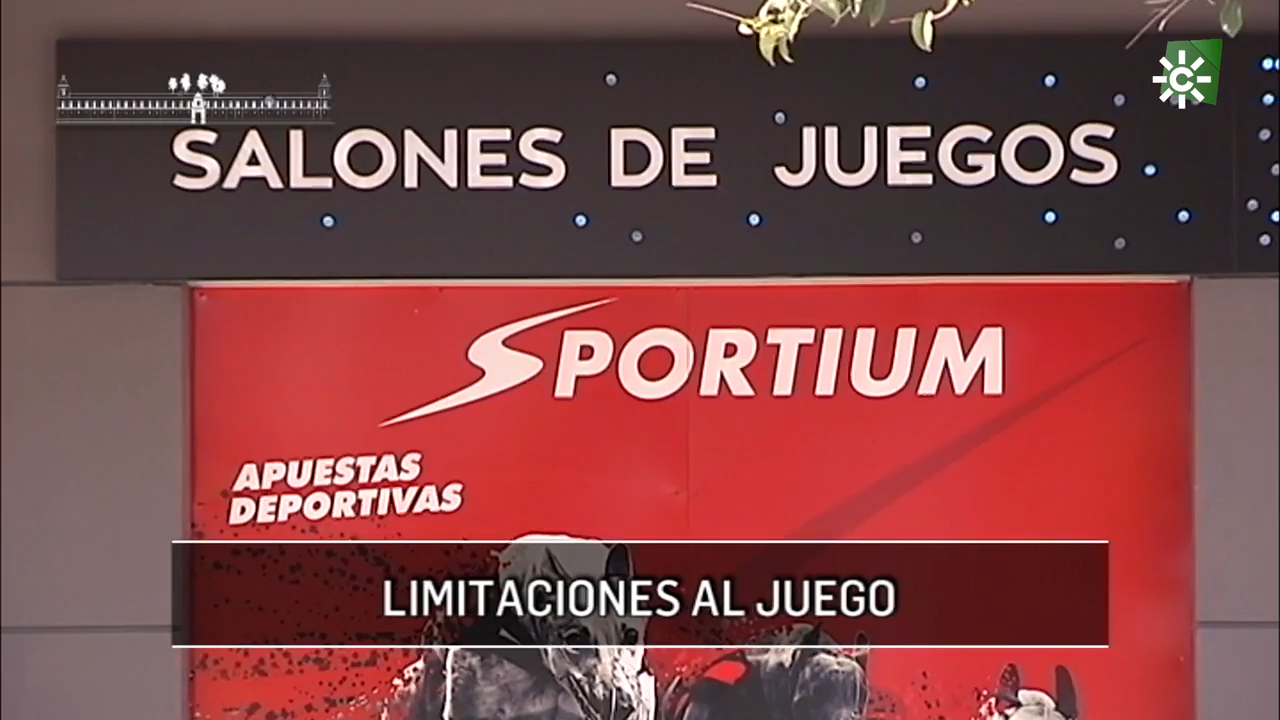 SALONES DE JUEGOS
SPORTIUM
APUESTAS
DEPORTIVAS
LIMITACIONES AL JUEGO